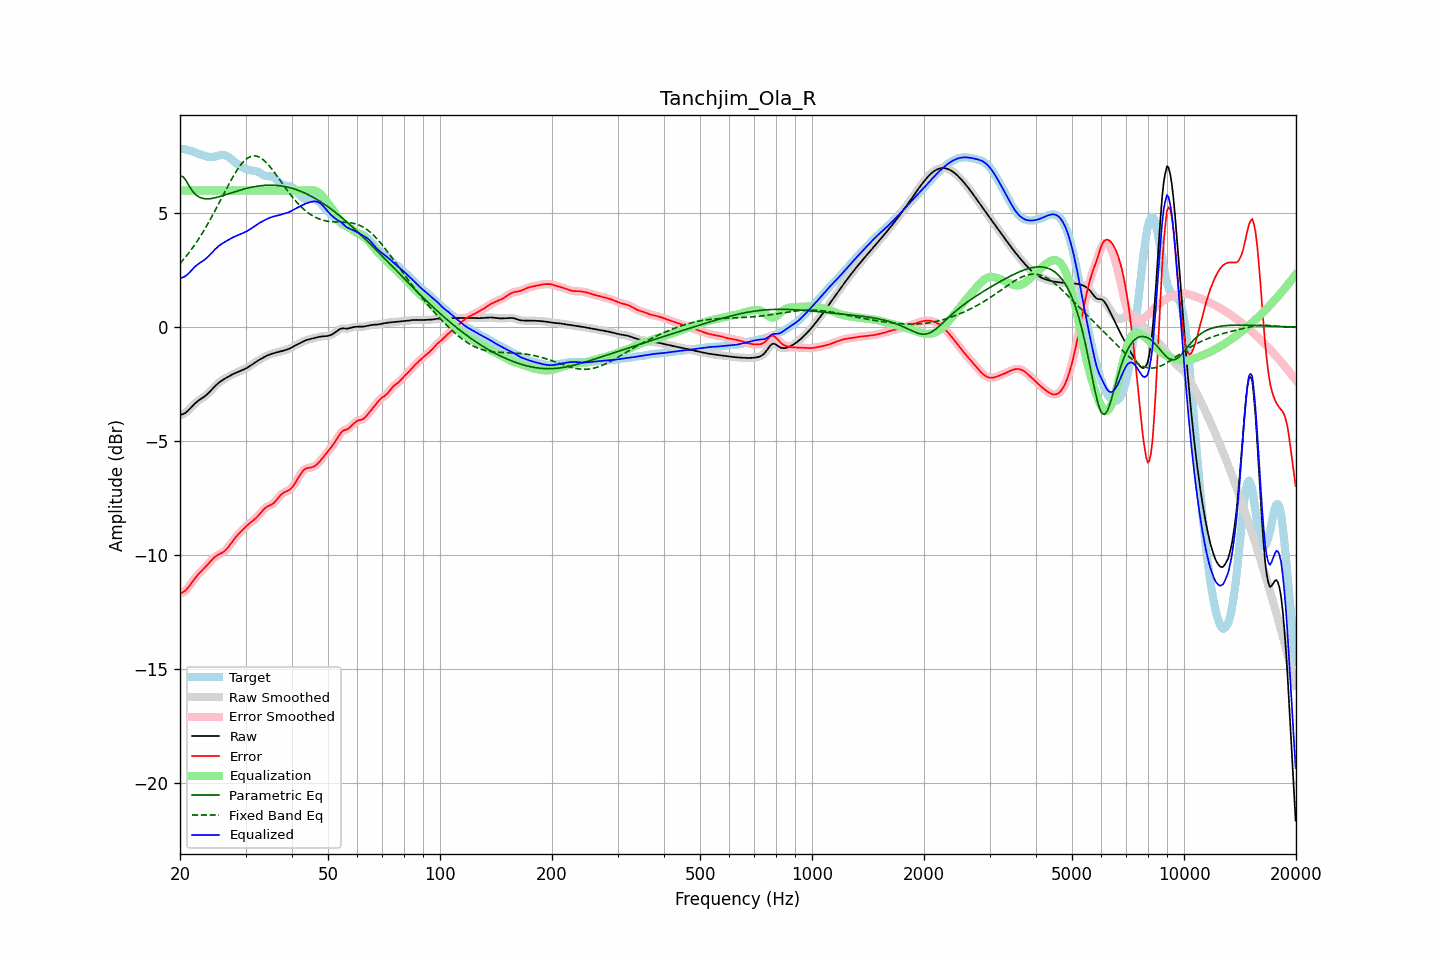 Tanchjim_Ola_R
Amplitude (dBr)
5
0
−5
−10
−15
−20
Target
Raw Smoothed
Error Smoothed
Raw
Error
Equalization
Parametric Eq
Fixed Band Eq
Equalized
20 50 100 200 500 1000 2000 5000 10000 20000
Frequency (Hz)